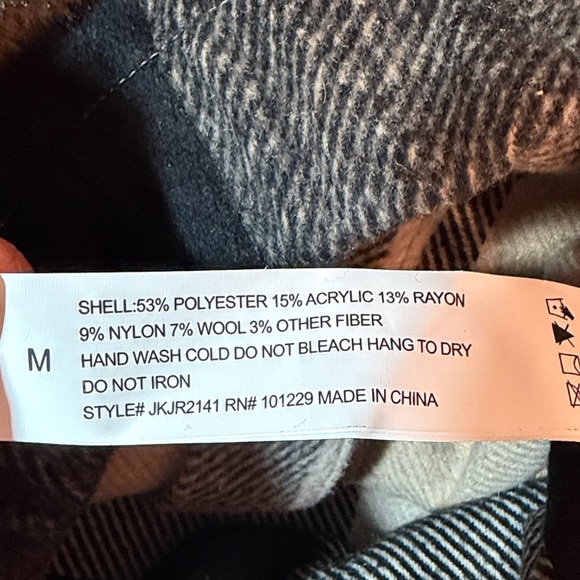 M
SHELL:53% POLYESTER 15% ACRYLIC 13% RAYON
9% NYLON 7% WOOL 3% OTHER FIBER
HAND WASH COLD DO NOT BLEACH HANG TO DRY
DO NOT IRON
STYLE# JKJR2141 RN# 101229 MADE IN CHINA